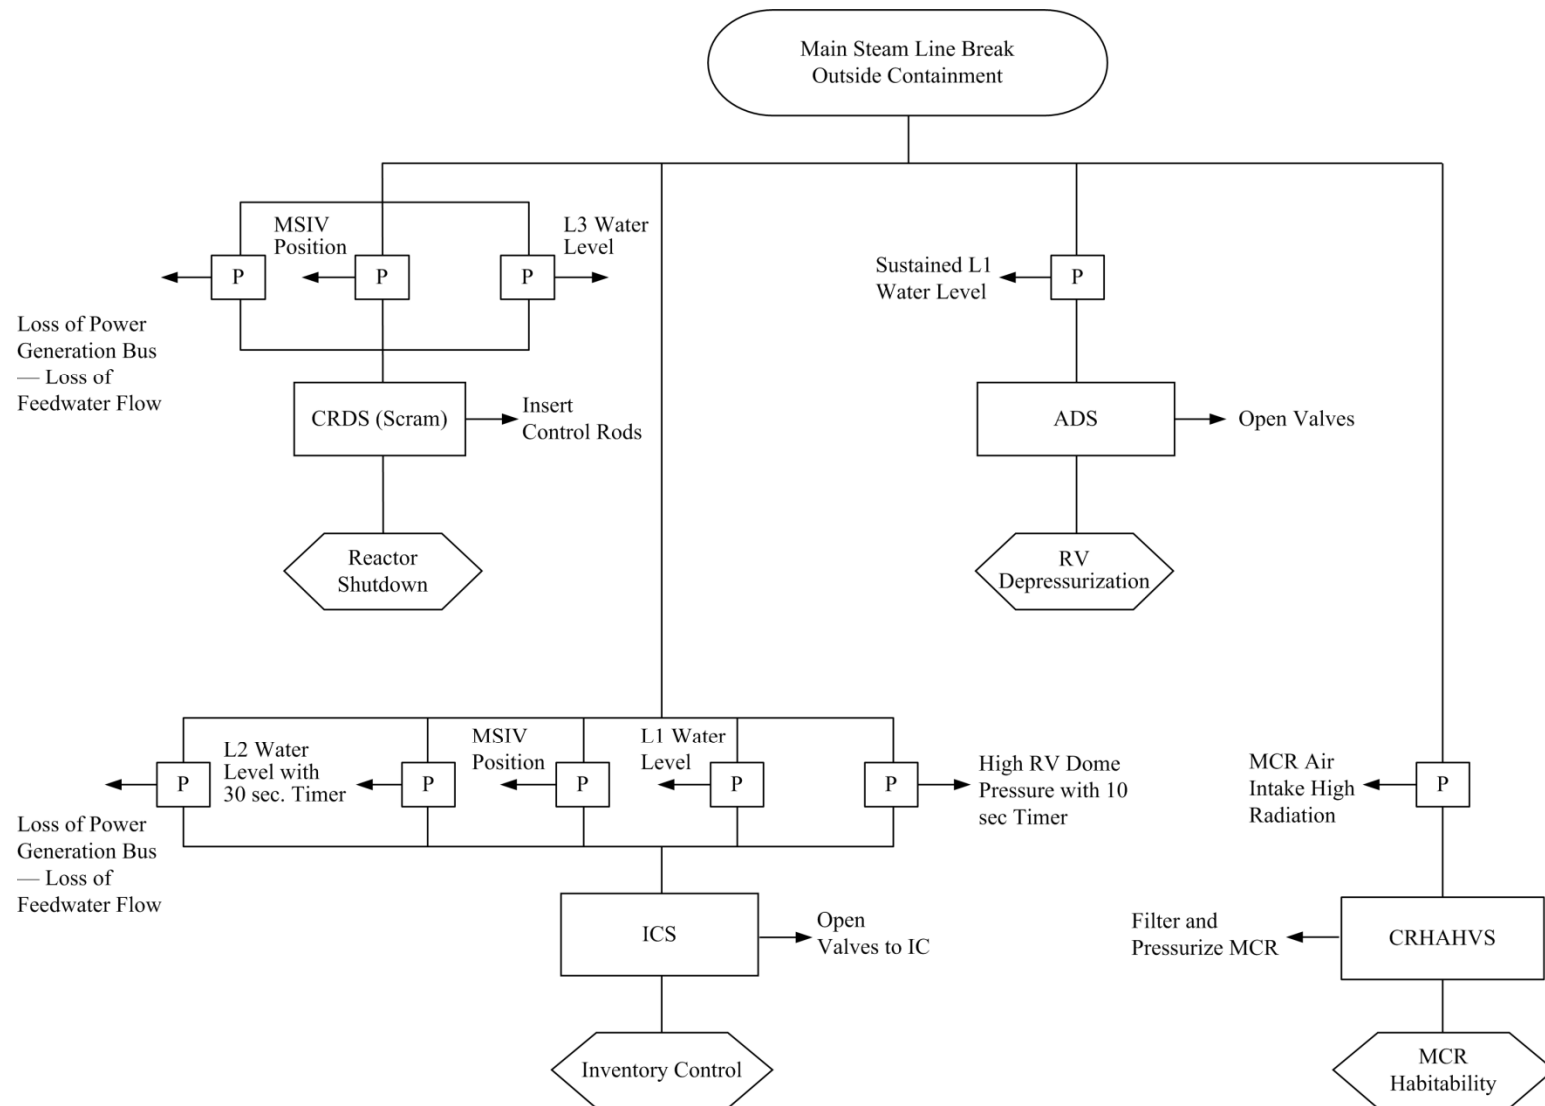 Main Steam Line Break
Outside Containment
MSIV
Position
L3 Water
Level
P
P
P
Loss of Power
Generation Bus
— Loss of
Feedwater Flow
CRDS (Scram)
Insert
Control Rods
Reactor
Shutdown
Sustained L1
Water Level
P
ADS
Open Valves
RV
Depressurization
L2 Water
Level with
30 sec. Timer
MSIV
Position
L1 Water
Level
P
P
P
P
P
High RV Dome
Pressure with 10
sec Timer
Loss of Power
Generation Bus
— Loss of
Feedwater Flow
ICS
Open
Valves to IC
Inventory Control
MCR Air
Intake High
Radiation
P
Filter and
Pressurize MCR
CRHAHVS
MCR
Habitability